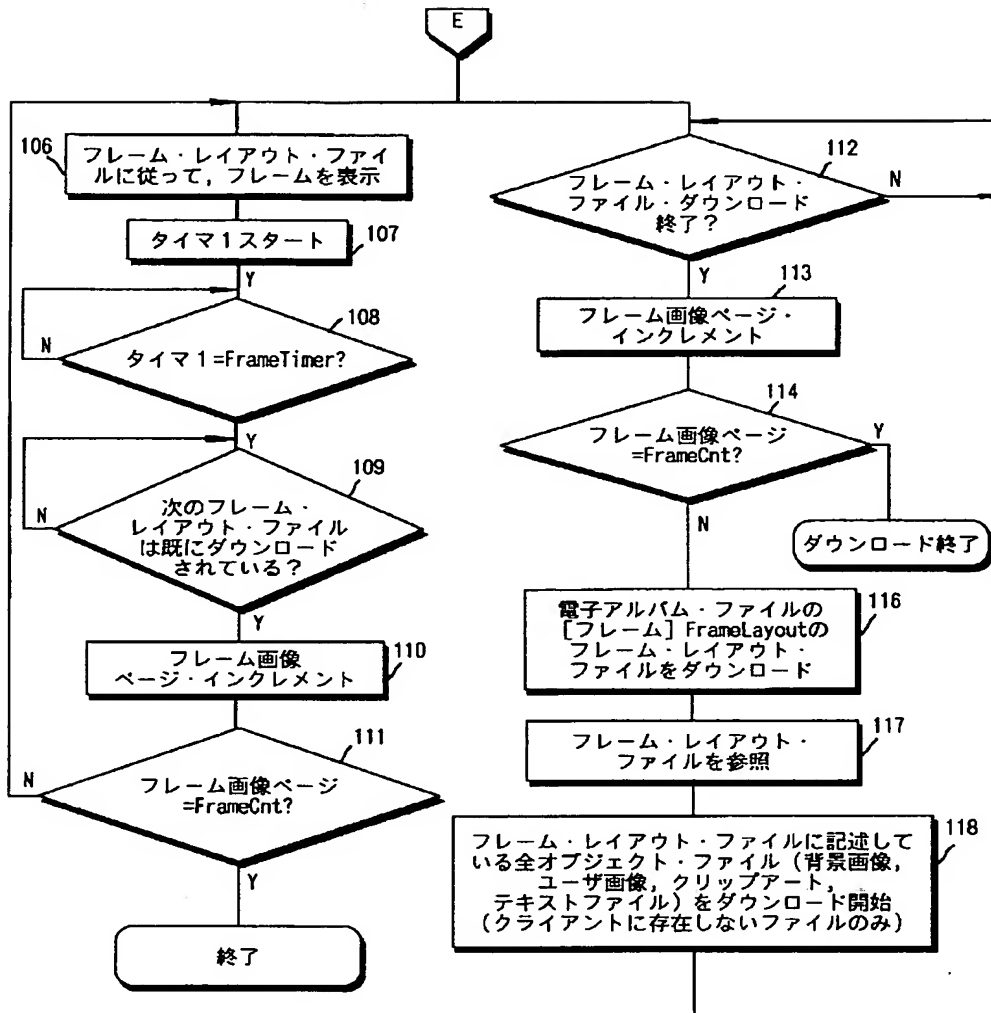 E
106
フレーム・レイアウト・ファイ
ルに従って，フレームを表示
タイマ1スタート
107
Y
108
N
タイマ1=FrameTimer?
Y
109
N
次のフレーム・
レイアウト・ファイル
は既にダウンロード
されている？
Y
フレーム画像
ページ・インクレメント
110
111
N
フレーム画像ページ
=FrameCnt?
Y
終了
112
フレーム・レイアウト・
ファイル・ダウンロード
終了？
N
Y
113
フレーム画像ページ・
インクレメント
114
フレーム画像ページ
=FrameCnt?
Y
N
ダウンロード終了
電子アルバム・ファイルの
[フレーム] FrameLayoutの
フレーム・レイアウト・
ファイルをダウンロード
116
フレーム・レイアウト・
ファイルを参照
117
フレーム・レイアウト・ファイルに記述して
いる全オブジェクト・ファイル（背景画像，
ユーザ画像，クリップアート，
テキストファイル）をダウンロード開始
（クライアントに存在しないファイルのみ）
118